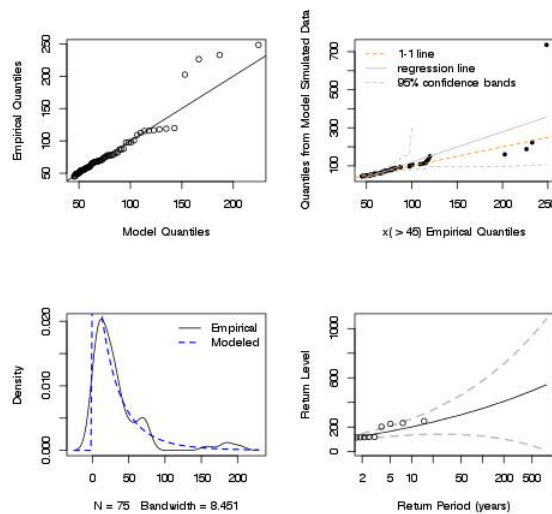 Empirical Quantiles
50 100 150 200 250
50 100 150 200
Model Quantiles
Quantiles from Model Simulated Data
100 300 500 700
1-1 line
regression line
95% confidence bands
50 100 150 200 250
x( > 45) Empirical Quantiles
Density
0.000 0.010 0.020
Empirical
Modeled
0 50 100 150 200
N = 75 Bandwidth = 8.451
Return Level
0 200 400 1000
2 5 10 50 200 500
Return Period (years)